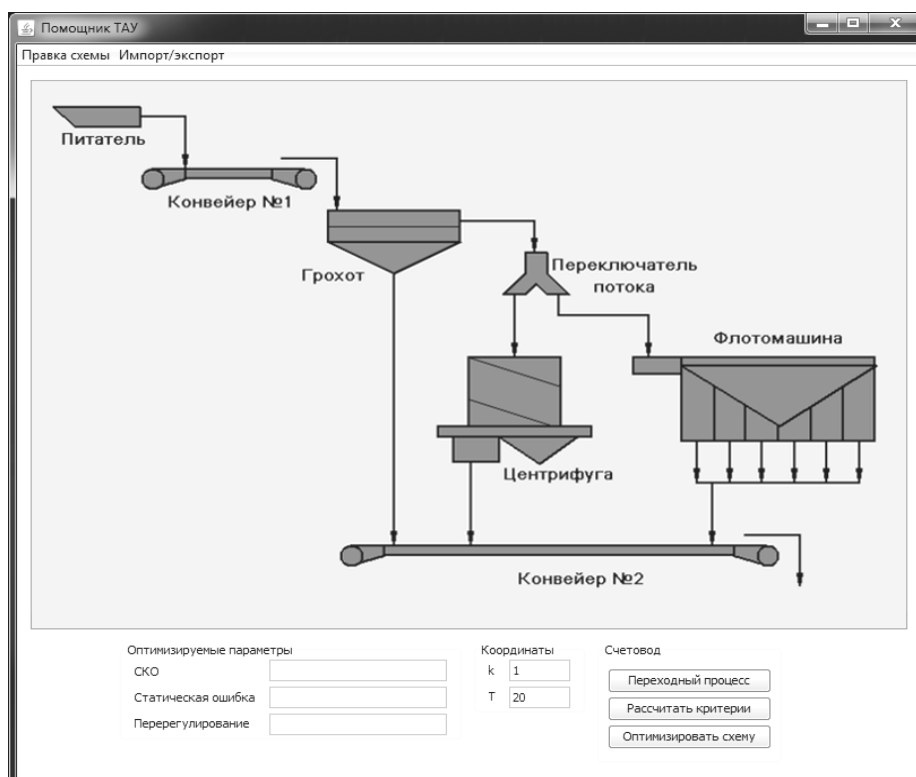 Помощник ТАУ
Правка схемы Импорт/экспорт
Питатель
Конвейер №1
Грохот
Переключатель
потока
Флотомашина
Центрифуга
Конвейер №2
Оптимизируемые параметры
СКО
Статическая ошибка
Перерегулирование
Координаты
k 1
T 20
Счетовод
Переходный процесс
Рассчитать критерии
Оптимизировать схему